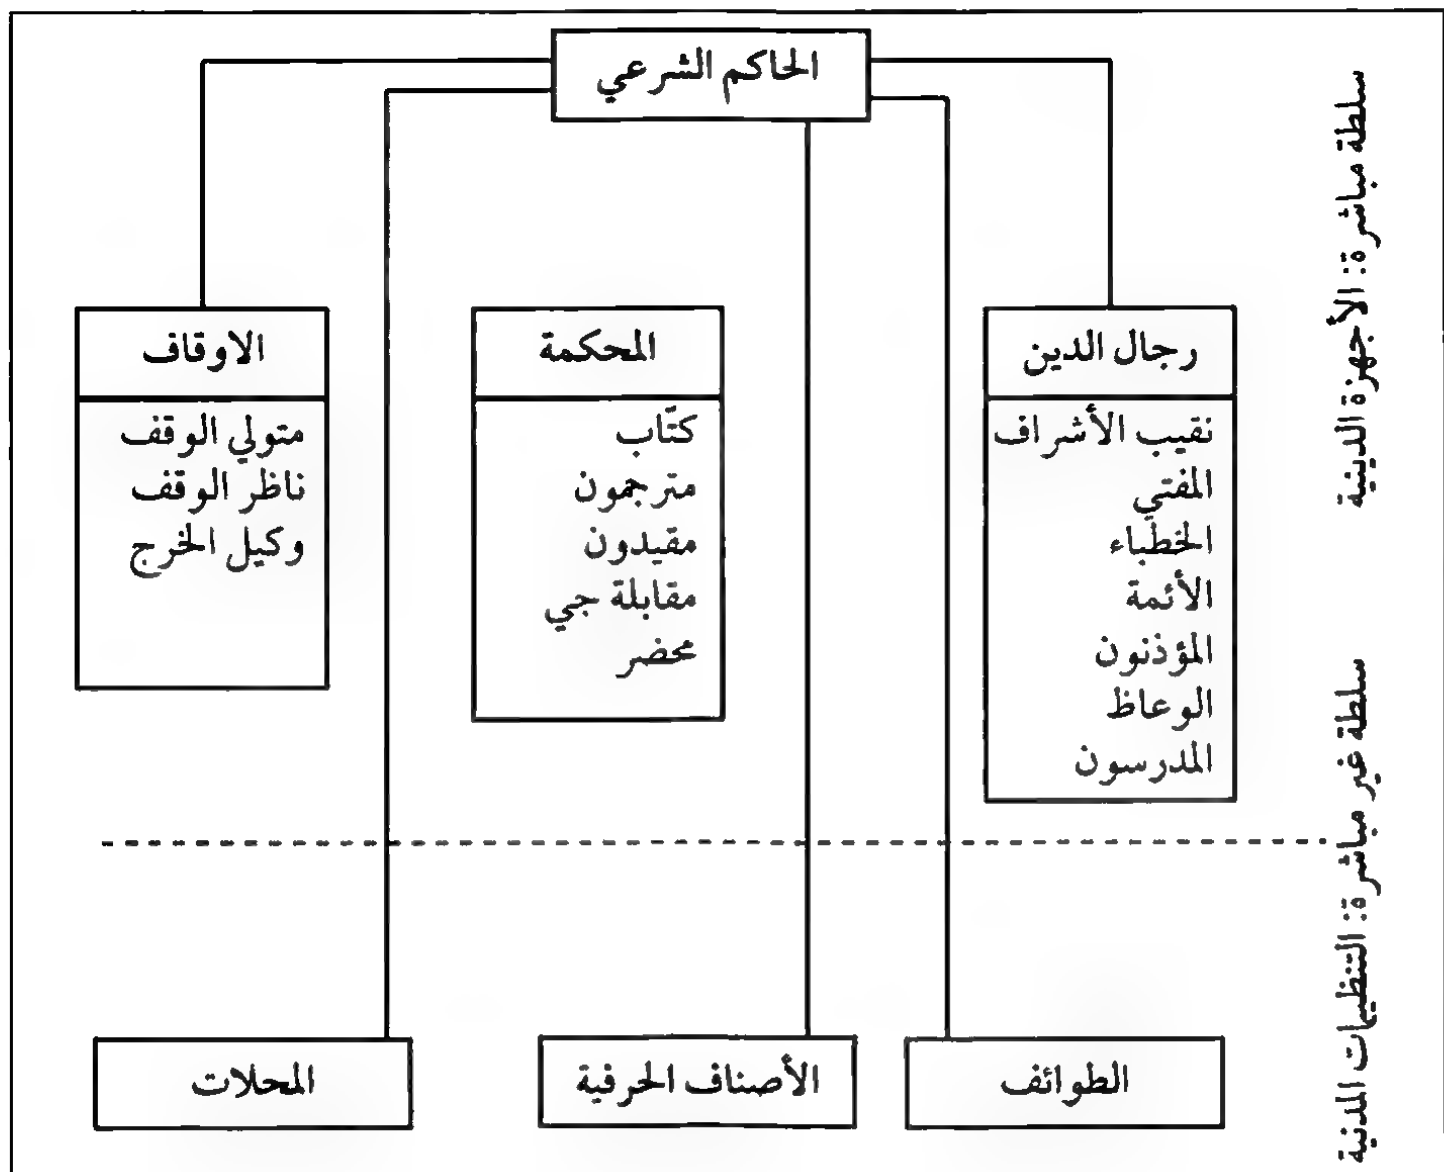 الحاكم الشرعي
سلطة مباشرة: الأجهزة الدينية
رجال الدين
نقيب الأشراف
المفتي
الخطباء
الأئمة
المؤذنون
الوعاظ
المدرسون
المحكمة
كتّاب
مترجمون
مقيدون
مقابلة جي
محضر
الاوقاف
متولي الوقف
ناظر الوقف
وكيل الخرج
سلطة غير مباشرة: التنظيمات المدنية
الطوائف
الأصناف الحرفية
المحلات